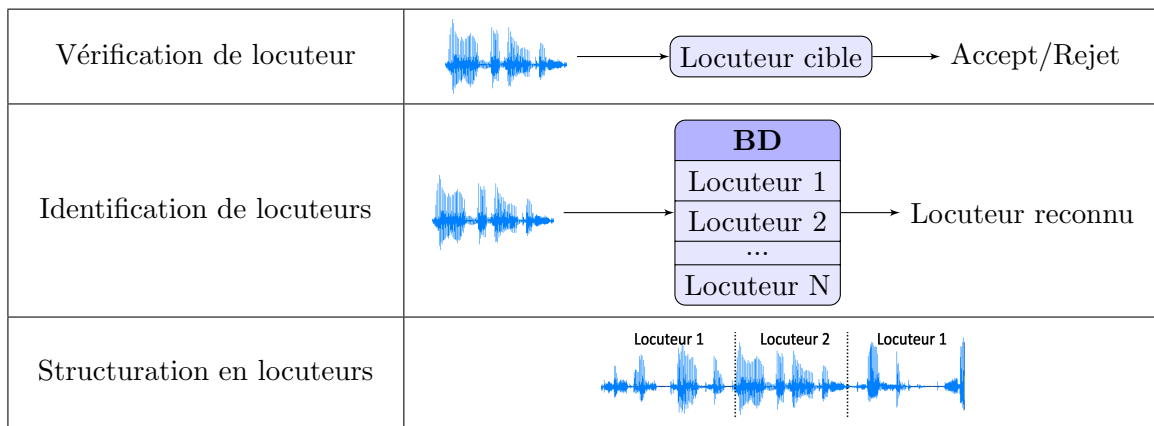 Vérification de locuteur
Locuteur cible
Accept/Rejet
Identification de locuteurs
BD
Locuteur 1
Locuteur 2
...
Locuteur N
Locuteur reconnu
Structuration en locuteurs
Locuteur 1
Locuteur 2
Locuteur 1